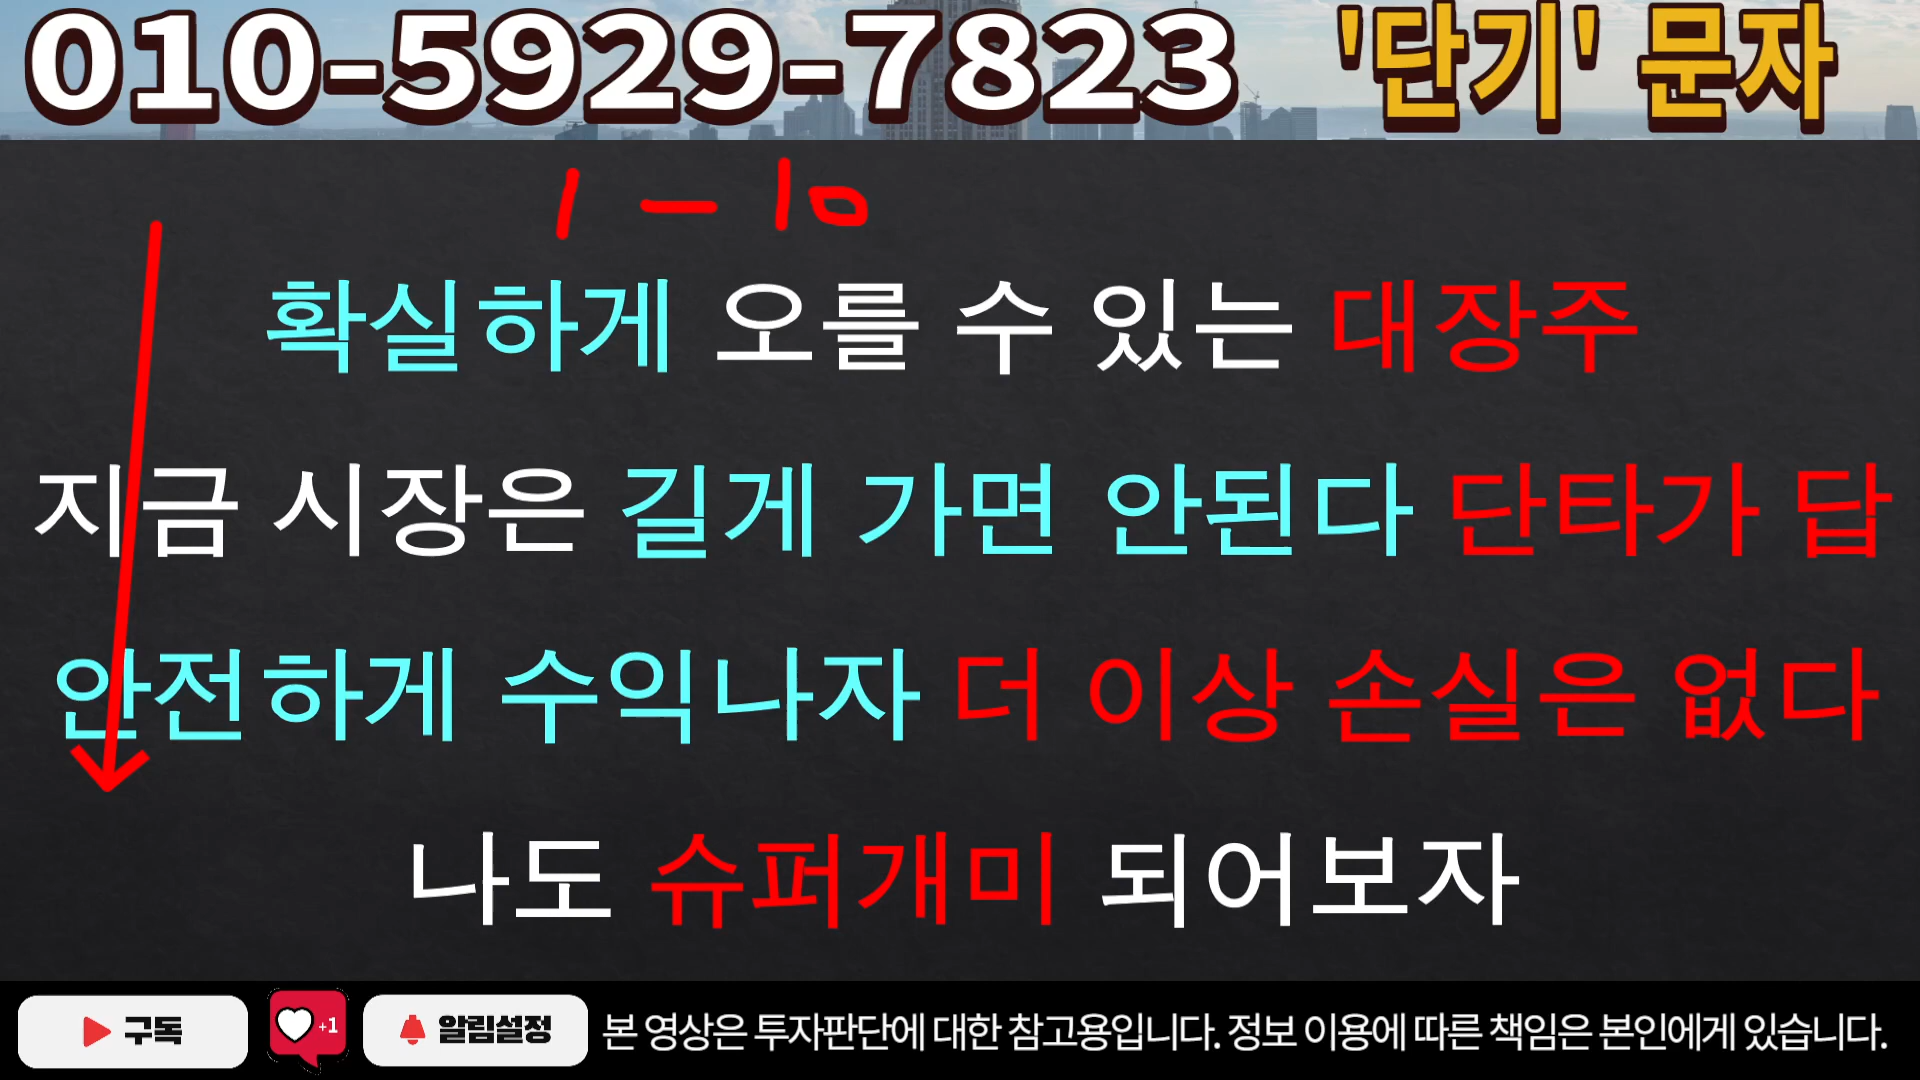 010-5929-7823 '단기' 문자
1 - 10
확실하게 오를 수 있는 대장주
지금 시장은 길게 가면 안된다 단타가 답
안전하게 수익나자 더 이상 손실은 없다
나도 슈퍼개미 되어보자
구독 +1 알림설정 본 영상은 투자판단에 대한 참고용입니다. 정보 이용에 따른 책임은 본인에게 있습니다.